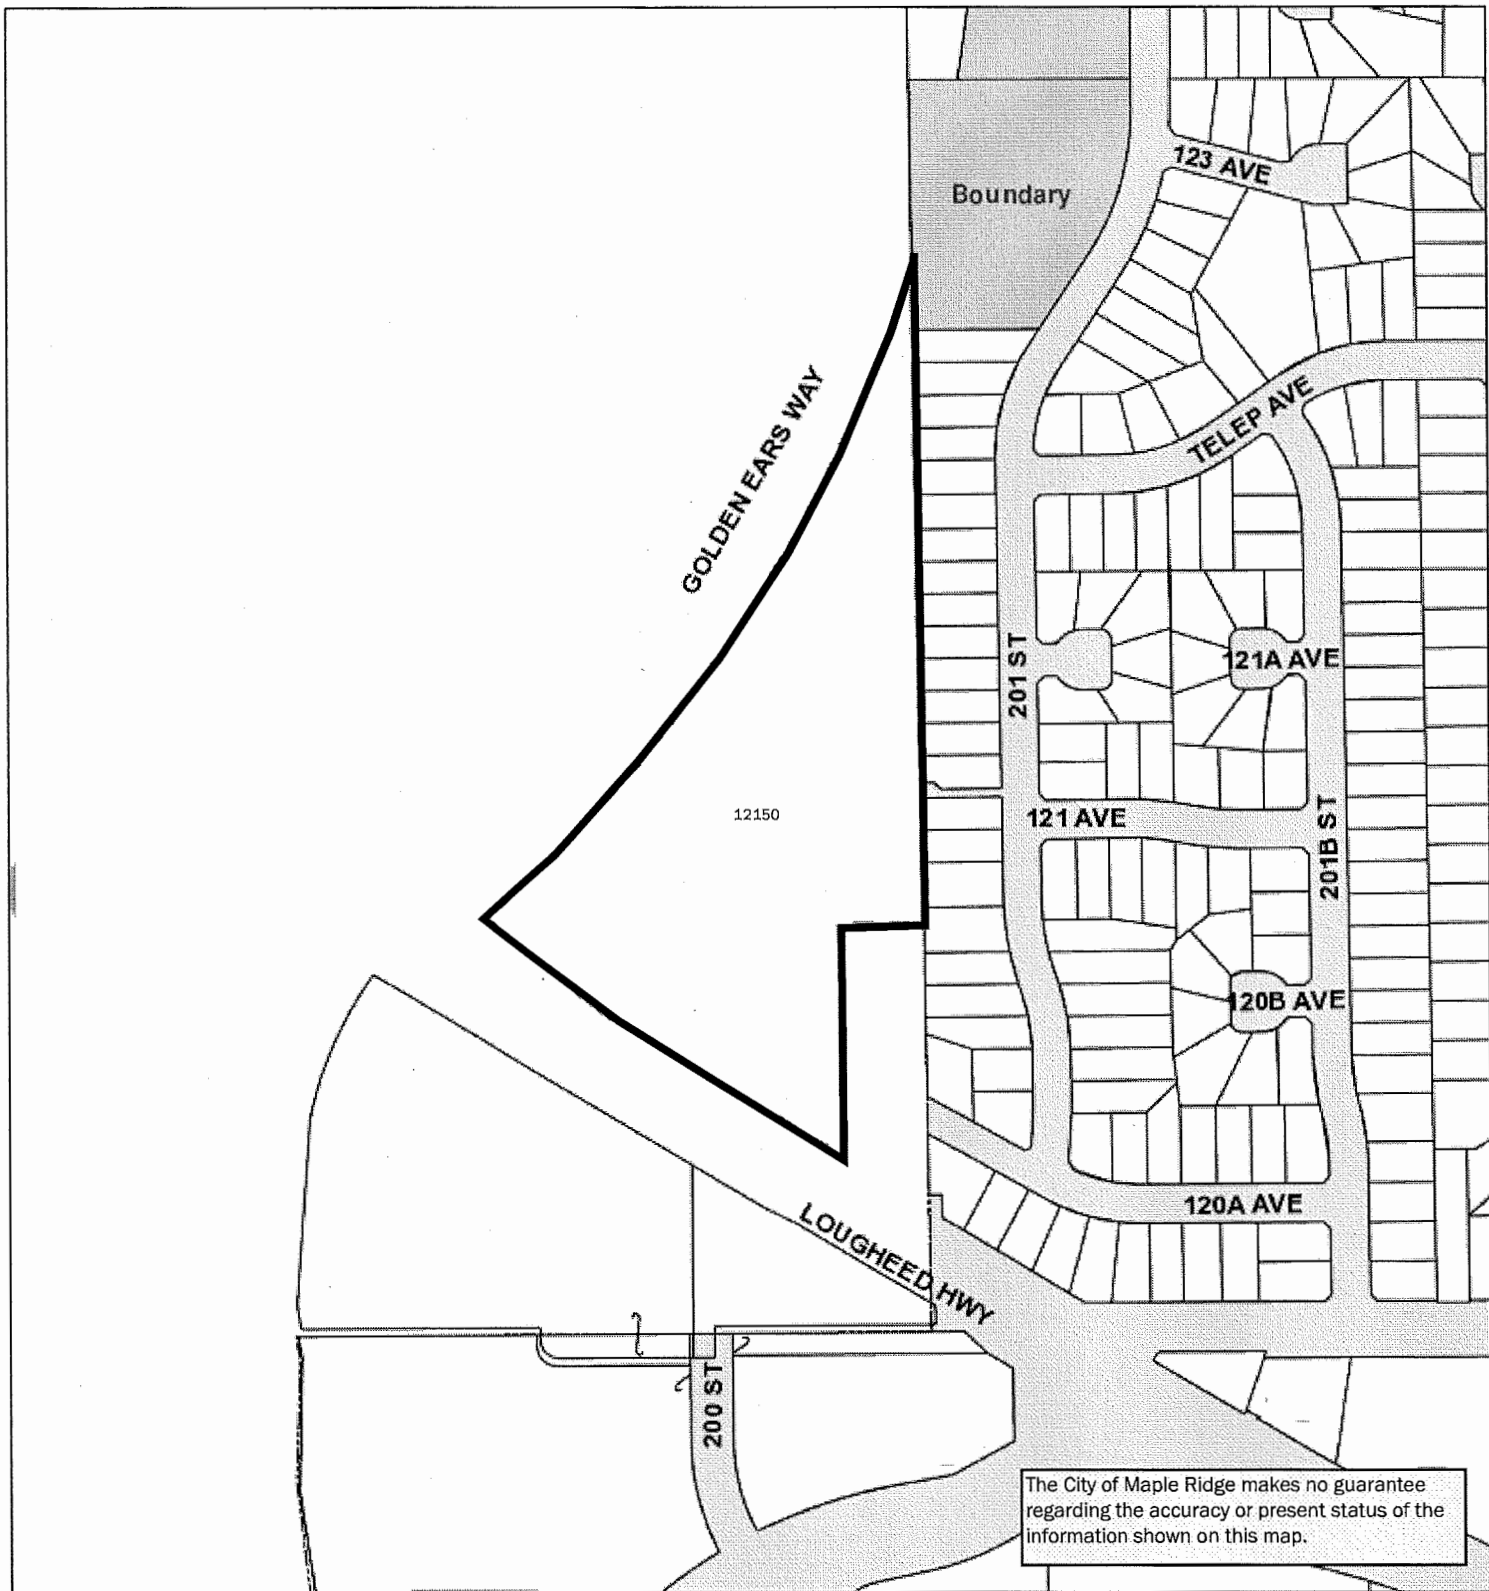 123 AVE
Boundary
GOLDEN EARS WAY
TELEP AVE
201 ST
121A AVE
12150
121 AVE
201B ST
120B AVE
120A AVE
LOUGHEED HWY
200 ST
The City of Maple Ridge makes no guarantee
regarding the accuracy or present status of the
information shown on this map.